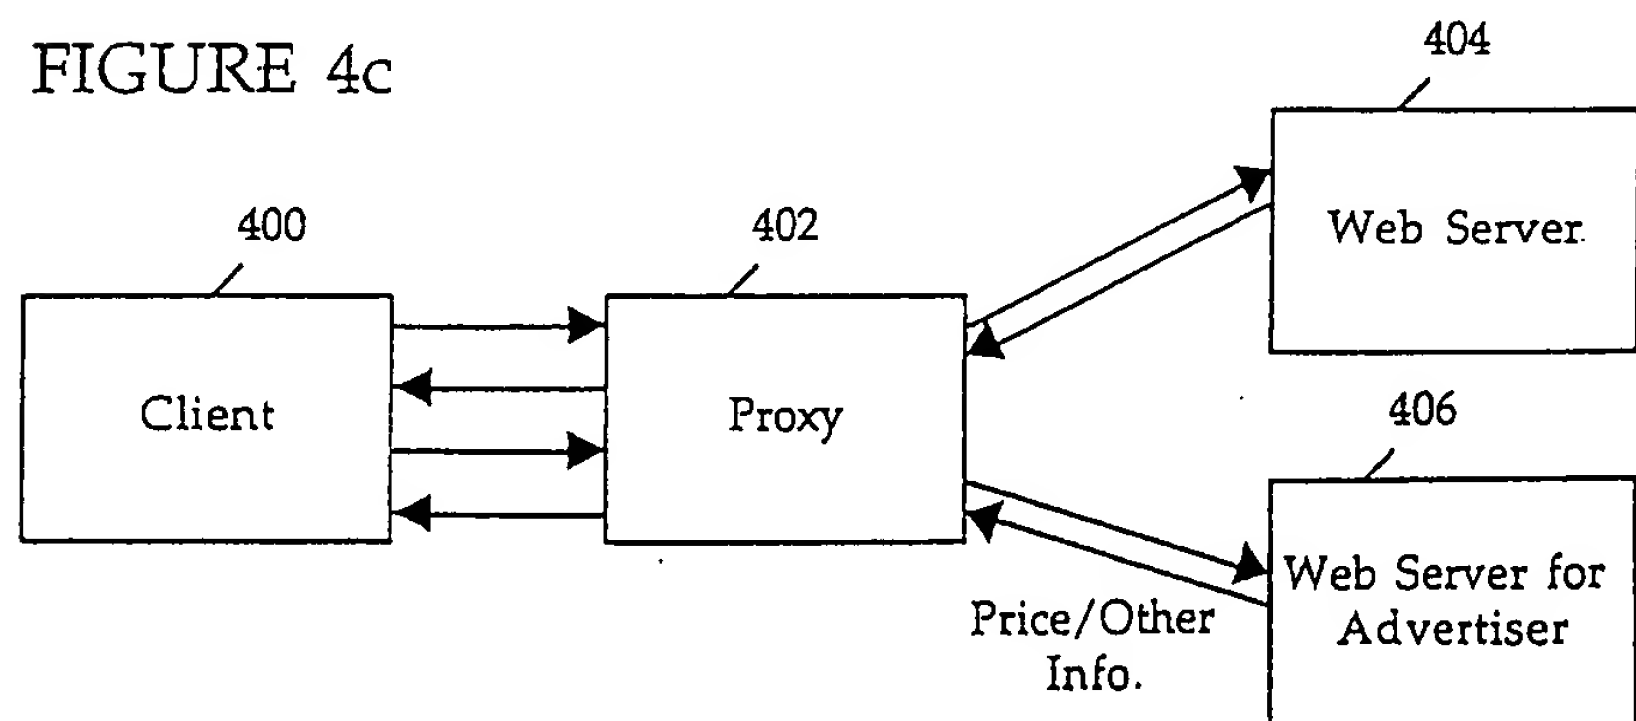 FIGURE 4c
404
Web Server
400
402
Client
Proxy
406
Web Server for
Advertiser
Price/Other
Info.